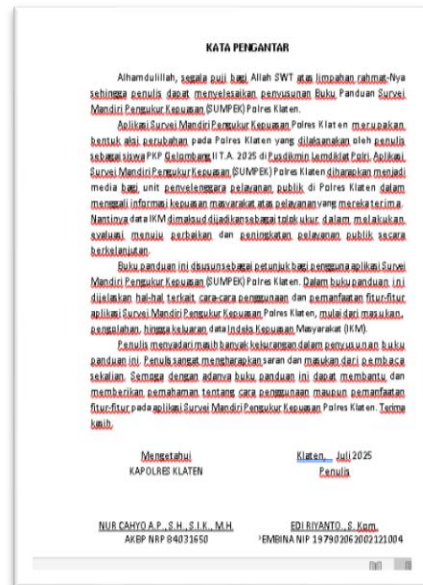 KATA PENGANTAR
Alhamdulillah, segala puji bagi Allah SWT atas limpahan rahmat-Nya
sehingga penulis dapat menyelesaikan penyusunan Buku Panduan Survei
Mandiri Pengukur Kepuasan (SUMPEK) Polres Klaten.
Aplikasi Survei Mandiri Pengukur Kepuasan Polres Klaten merupakan
bentuk aksi perubahan pada Polres Klaten yang dilaksanakan oleh penulis
sebagai siswa PKP Gelombang II T.A. 2025 di Pusdikmin Lemdiklat Polri. Aplikasi
Survei Mandiri Pengukur Kepuasan (SUMPEK) Polres Klaten diharapkan menjadi
media bagi unit penyelenggara pelayanan publik di Polres Klaten dalam
menggali informasi kepuasan masyarakat atas pelayanan yang mereka terima.
Nantinya data IKM dimaksud dijadikan sebagai tolok ukur dalam melakukan
evaluasi menuju perbaikan dan peningkatan pelayanan publik secara
berkelanjutan.
Buku panduan ini disusun sebagai petunjuk bagi pengguna aplikasi Survei
Mandiri Pengukur Kepuasan (SUMPEK) Polres Klaten. Dalam buku panduan ini
dijelaskan hal-hal terkait cara-cara penggunaan dan pemanfaatan fitur-fitur
aplikasi Survei Mandiri Pengukur Kepuasan Polres Klaten, mulai dari masukan,
pengolahan, hingga keluaran data Indeks Kepuasan Masyarakat (IKM).
Penulis menyadari masih banyak kekurangan dalam penyusunan buku
panduan ini. Penulis sangat mengharapkan saran dan masukan dari pembaca
sekalian. Semoga dengan adanya buku panduan ini dapat membantu dan
memberikan pemahaman tentang cara penggunaan maupun pemanfaatan
fitur-fitur pada aplikasi Survei Mandiri Pengukur Kepuasan Polres Klaten. Terima
kasih.
Mengetahui
KAPOLRES KLATEN
Klaten, Juli 2025
Penulis
NUR CAHYO A.P., S.H., S.I.K., M.H.
AKBP NRP 84031650
EDI RIYANTO, S. Kom.
PEMBINA NIP 197902062002121004